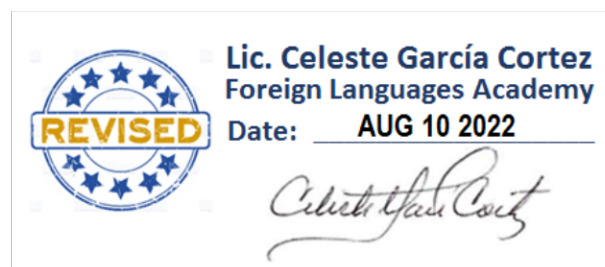 Lic. Celeste García Cortez
Foreign Languages Academy
REVISED
Date: AUG 10 2022